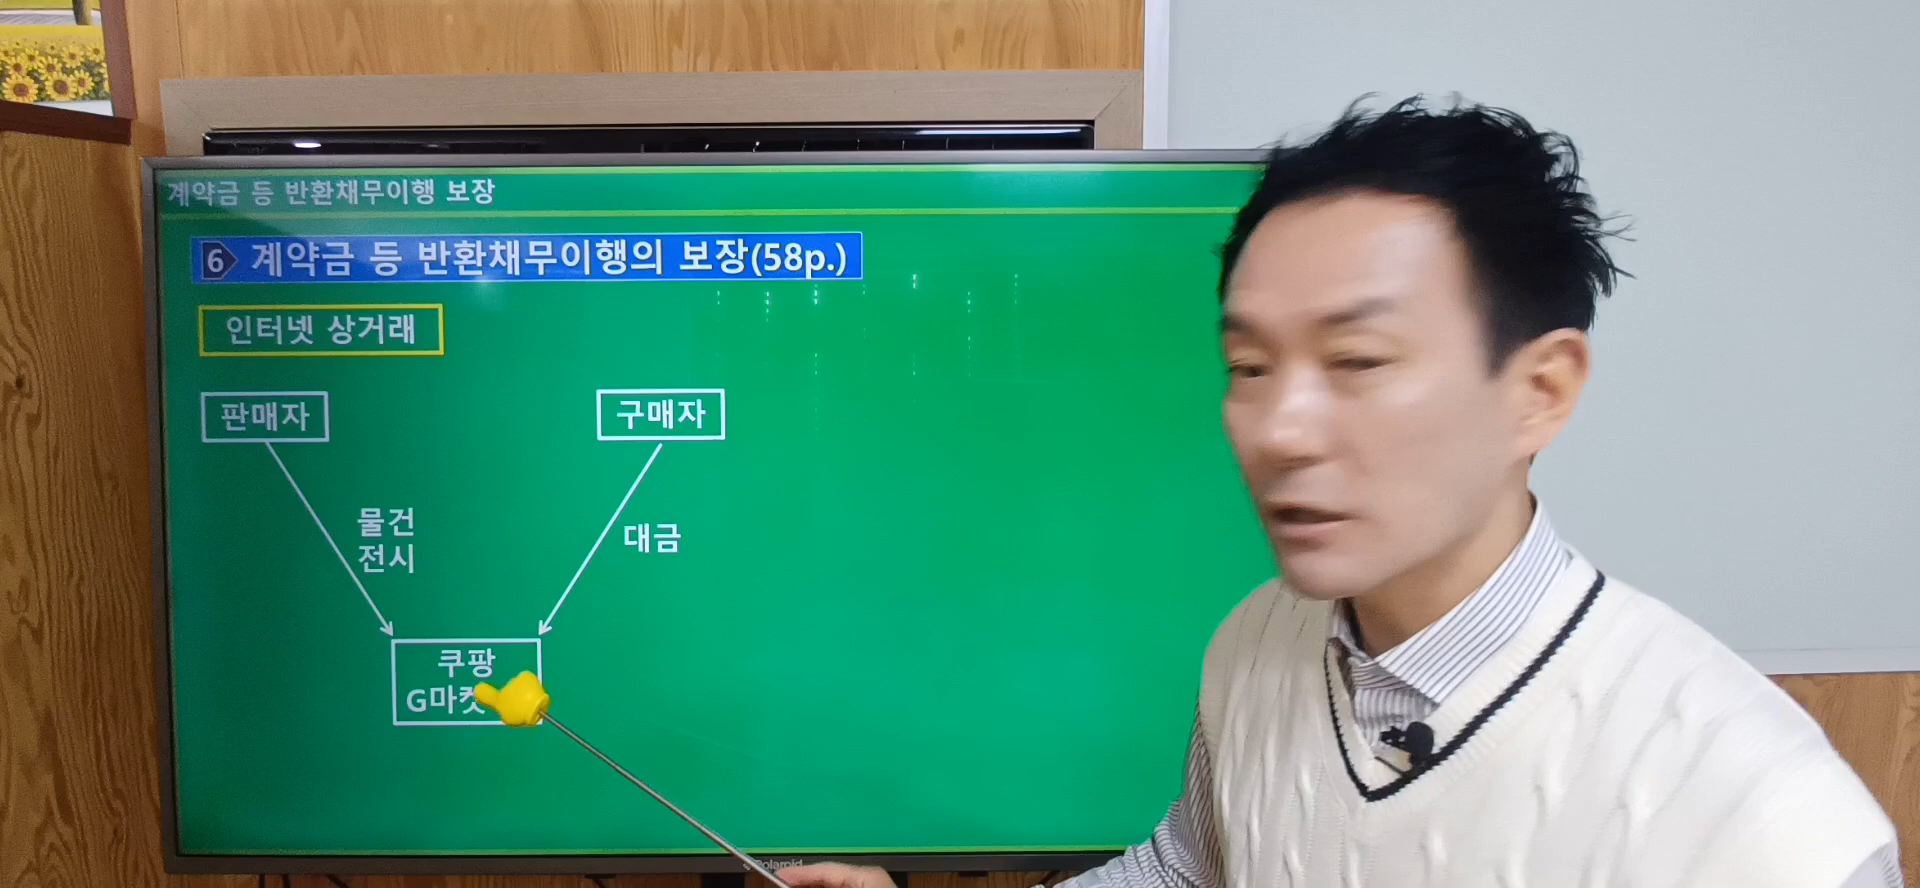 계약금 등 반환채무이행 보장
6 계약금 등 반환채무이행의 보장(58p.)
인터넷 상거래
판매자
구매자
물건
전시
대금
쿠팡
G마켓
Polaroid